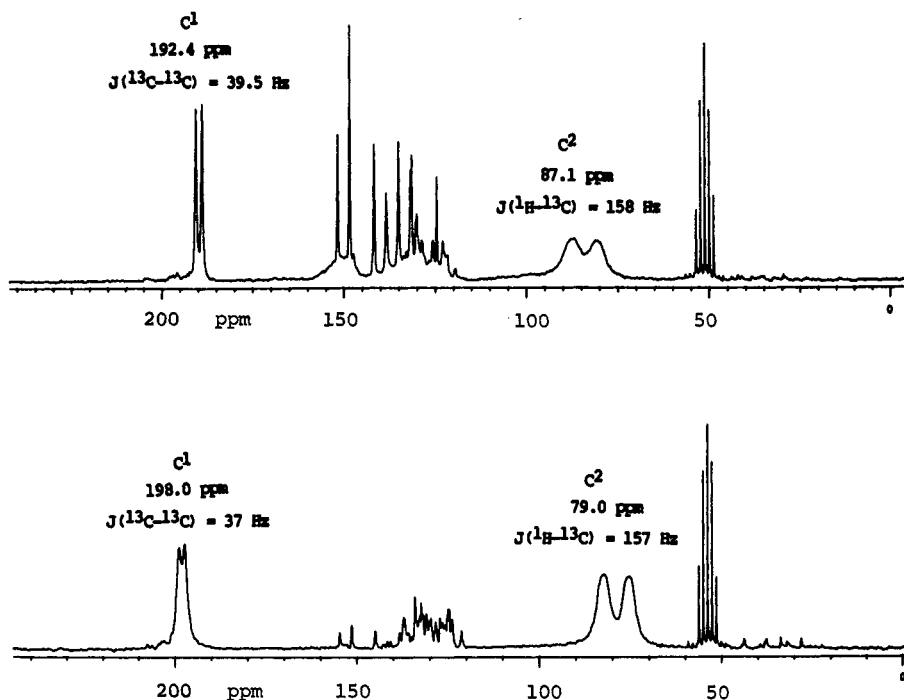 C1
192.4 ppm
J(13C-13C) = 39.5 Hz
C2
87.1 ppm
J(1H-13C) = 158 Hz
200 ppm 150 100 50 0
C1
198.0 ppm
J(13C-13C) = 37 Hz
C2
79.0 ppm
J(1H-13C) = 157 Hz
200 ppm 150 100 50 0